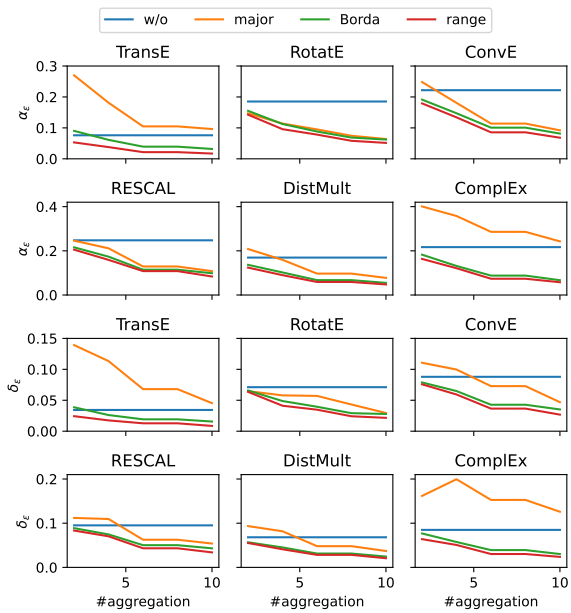 w/o major Borda range
TransE RotatE ConvE
0.3
0.2
0.1
0.0
αε
RESCAL DistMult ComplEx
0.4
0.2
0.0
αε
TransE RotatE ConvE
0.15
0.10
0.05
0.00
δε
RESCAL DistMult ComplEx
0.2
0.1
0.0
δε
5 10 5 10 5 10
#aggregation #aggregation #aggregation